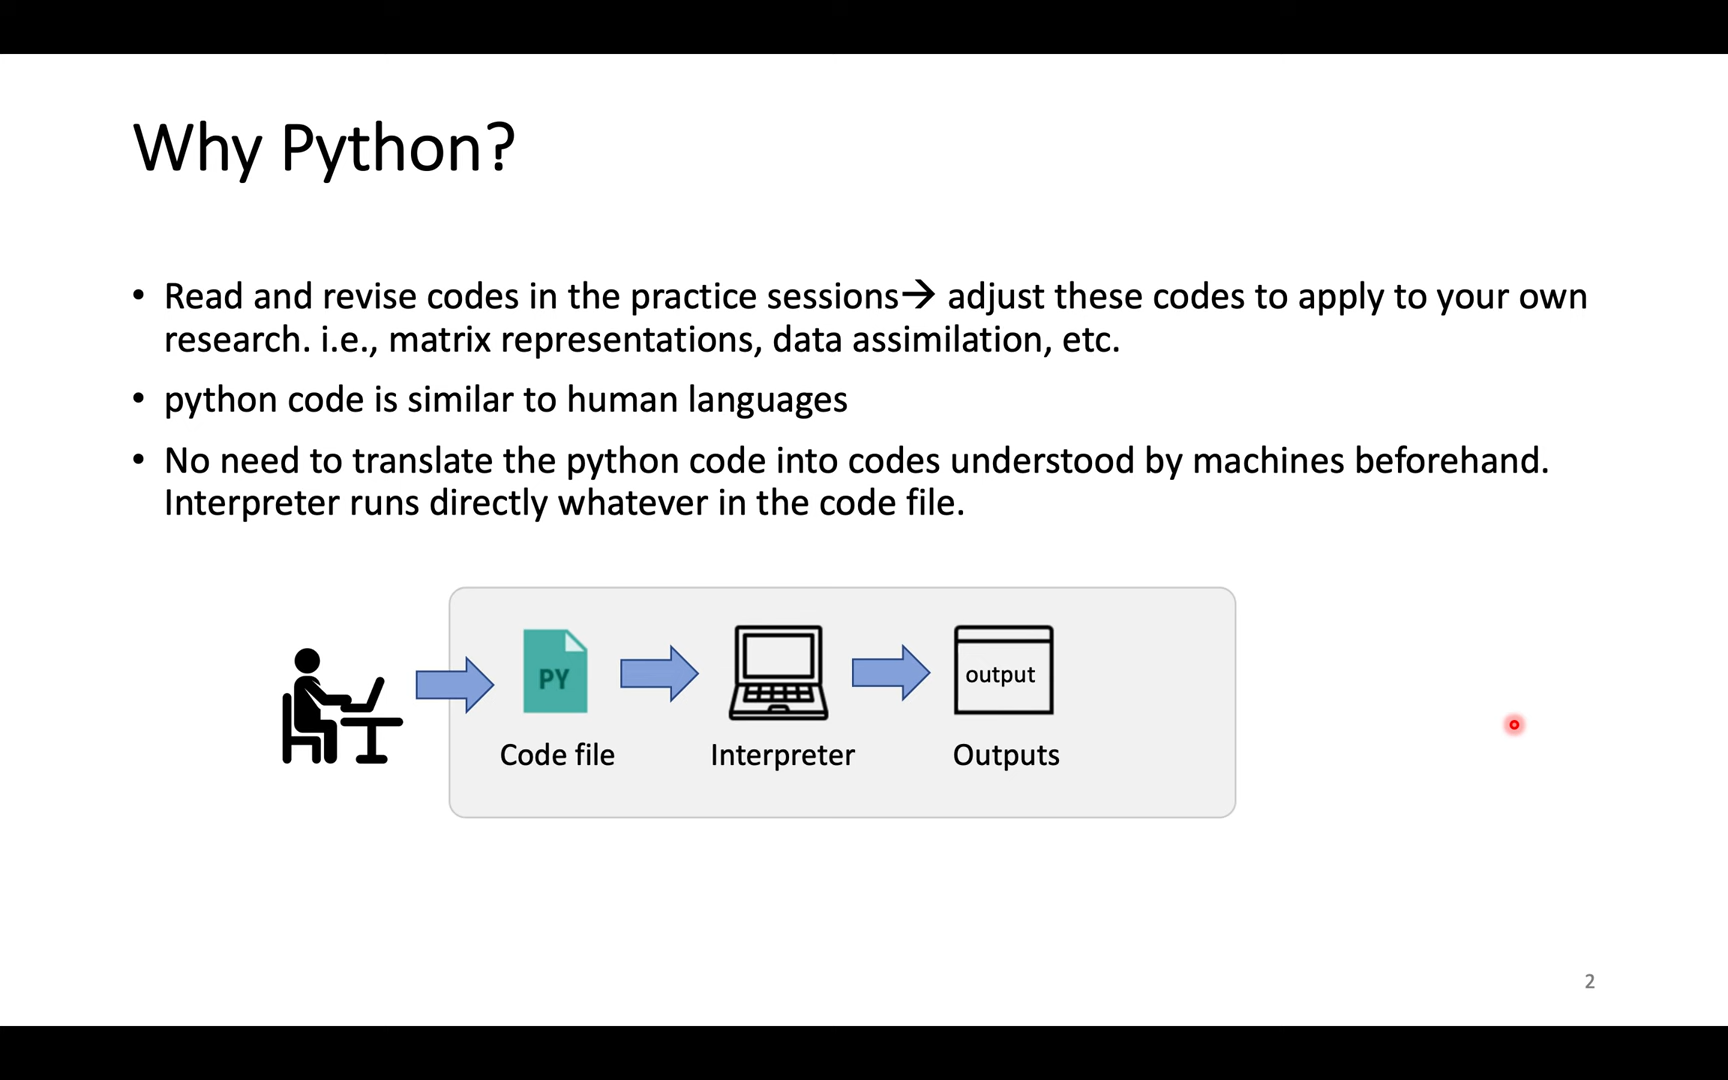 Why Python?
• Read and revise codes in the practice sessions→ adjust these codes to apply to your own
research. i.e., matrix representations, data assimilation, etc.
• python code is similar to human languages
• No need to translate the python code into codes understood by machines beforehand.
Interpreter runs directly whatever in the code file.
PY
output
Code file
Interpreter
Outputs
2